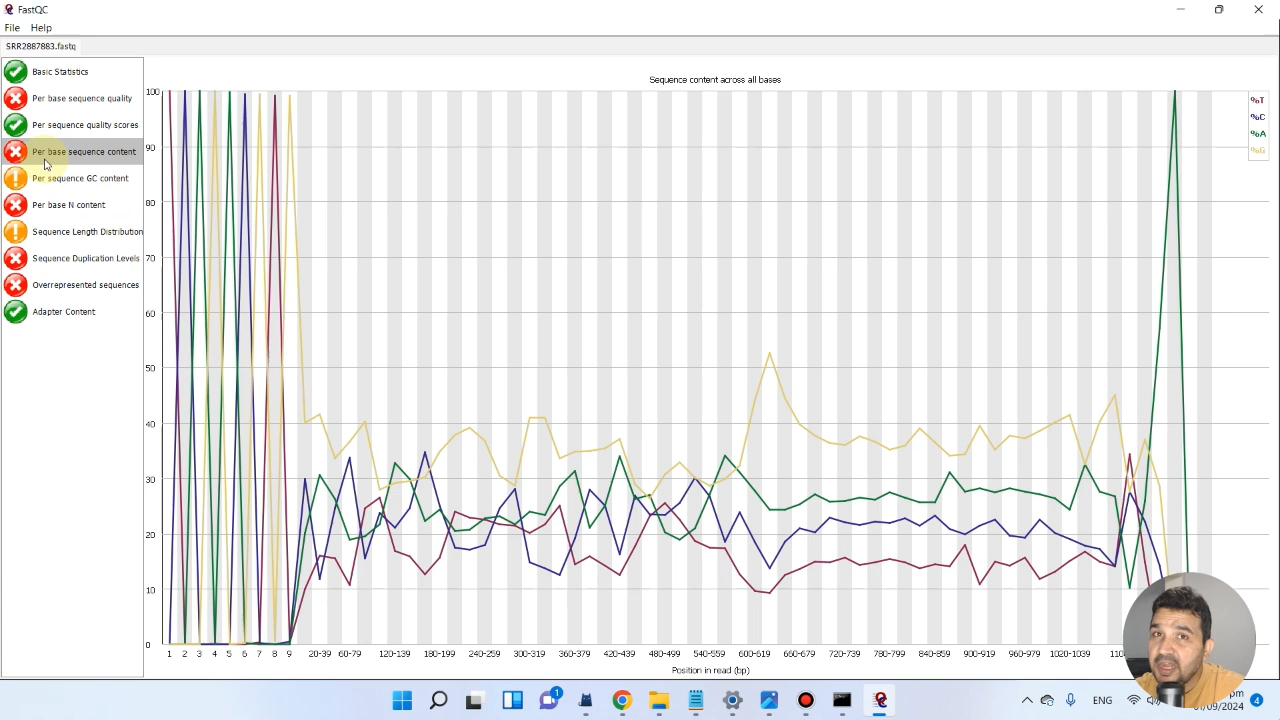 FastQC
File Help
SRR2887883.fastq
Basic Statistics
Per base sequence quality
Per sequence quality scores
Per base sequence content
Per sequence GC content
Per base N content
Sequence Length Distribution
Sequence Duplication Levels
Overrepresented sequences
Adapter Content
Sequence content across all bases
100
90
80
70
60
50
40
30
20
10
0
%T
%C
%A
%G
1 2 3 4 5 6 7 8 9 20-39 60-79 120-139 180-199 240-259 300-319 360-379 420-439 480-499 540-559 600-619 660-679 720-739 780-799 840-859 900-919 960-979 1020-1039
Position in read (bp)
1
ENG
4